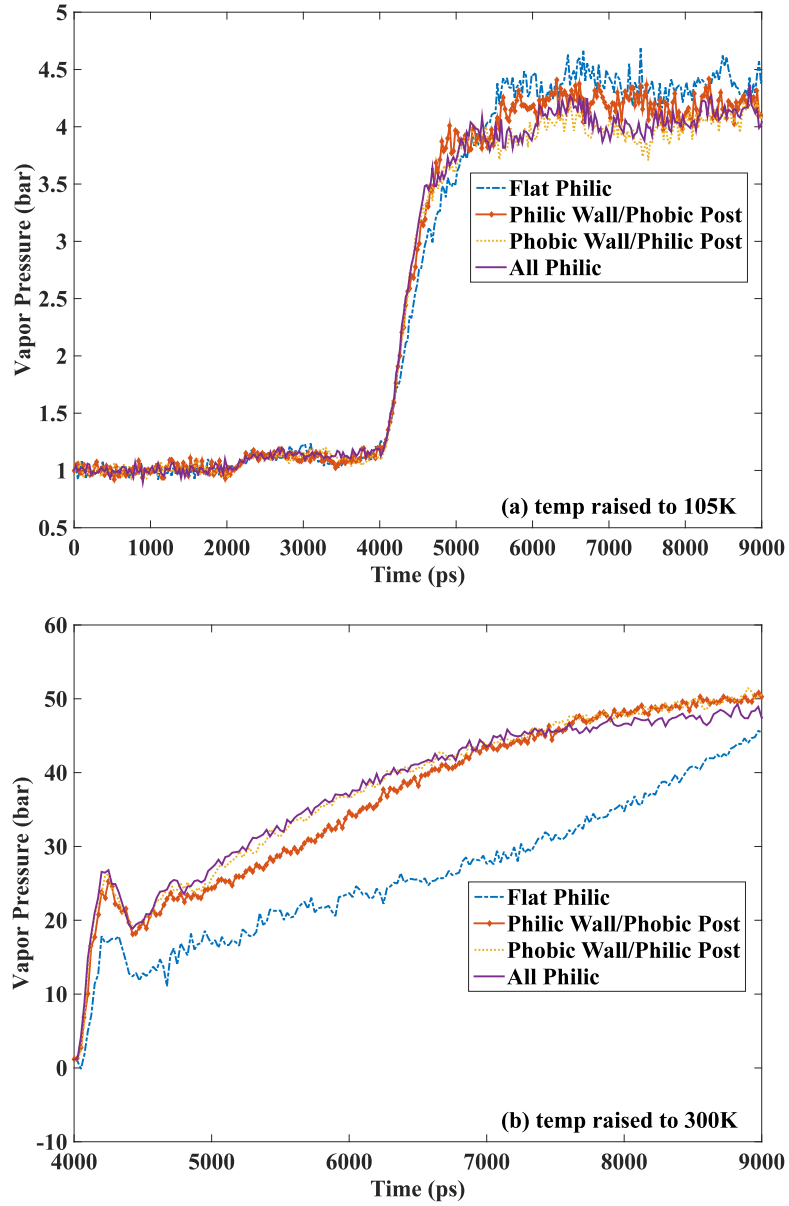 5
4.5
4
3.5
3
2.5
2
1.5
1
0.5
Vapor Pressure (bar)
Flat Philic
Philic Wall/Phobic Post
Phobic Wall/Philic Post
All Philic
(a) temp raised to 105K
0 1000 2000 3000 4000 5000 6000 7000 8000 9000
Time (ps)
60
50
40
30
20
10
0
-10
Vapor Pressure (bar)
Flat Philic
Philic Wall/Phobic Post
Phobic Wall/Philic Post
All Philic
(b) temp raised to 300K
4000 5000 6000 7000 8000 9000
Time (ps)